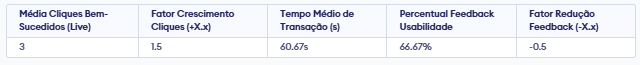 Média Cliques Bem-
Sucedidos (Live)
Fator Crescimento
Cliques (+X.x)
Tempo Médio de
Transação (s)
Percentual Feedback
Usabilidade
Fator Redução
Feedback (-X.x)
3
1.5
60.67s
66.67%
-0.5